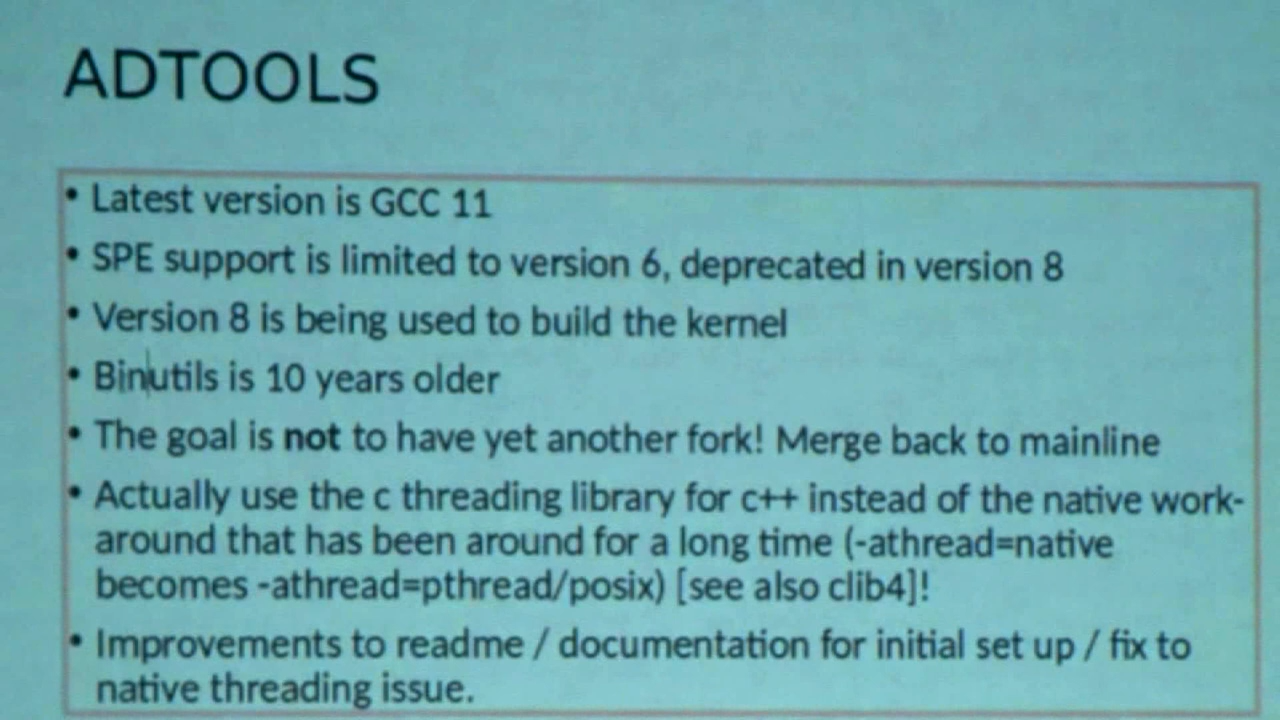 ADTOOLS
• Latest version is GCC 11
• SPE support is limited to version 6, deprecated in version 8
• Version 8 is being used to build the kernel
• Binutils is 10 years older
• The goal is not to have yet another fork! Merge back to mainline
• Actually use the c threading library for c++ instead of the native work-
around that has been around for a long time (-athread=native
becomes -athread=pthread/posix) [see also clib4]!
• Improvements to readme / documentation for initial set up / fix to
native threading issue.